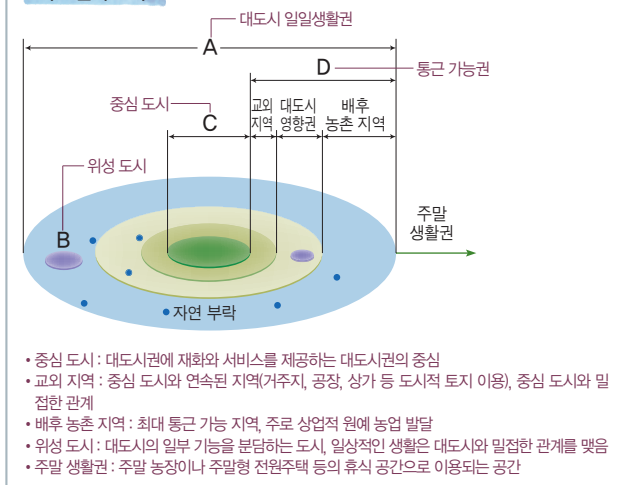 대도시 일일생활권
A
D
통근 가능권
중심 도시
C
교외 지역
대도시 영향권
배후 농촌 지역
위성 도시
B
주말 생활권
자연 부락
• 중심 도시 : 대도시권에 재화와 서비스를 제공하는 대도시권의 중심
• 교외 지역 : 중심 도시와 연속된 지역(거주지, 공장, 상가 등 도시적 토지 이용), 중심 도시와 밀
접한 관계
• 배후 농촌 지역 : 최대 통근 가능 지역, 주로 상업적 원예 농업 발달
• 위성 도시 : 대도시의 일부 기능을 분담하는 도시, 일상적인 생활은 대도시와 밀접한 관계를 맺음
• 주말 생활권 : 주말 농장이나 주말형 전원주택 등의 휴식 공간으로 이용되는 공간